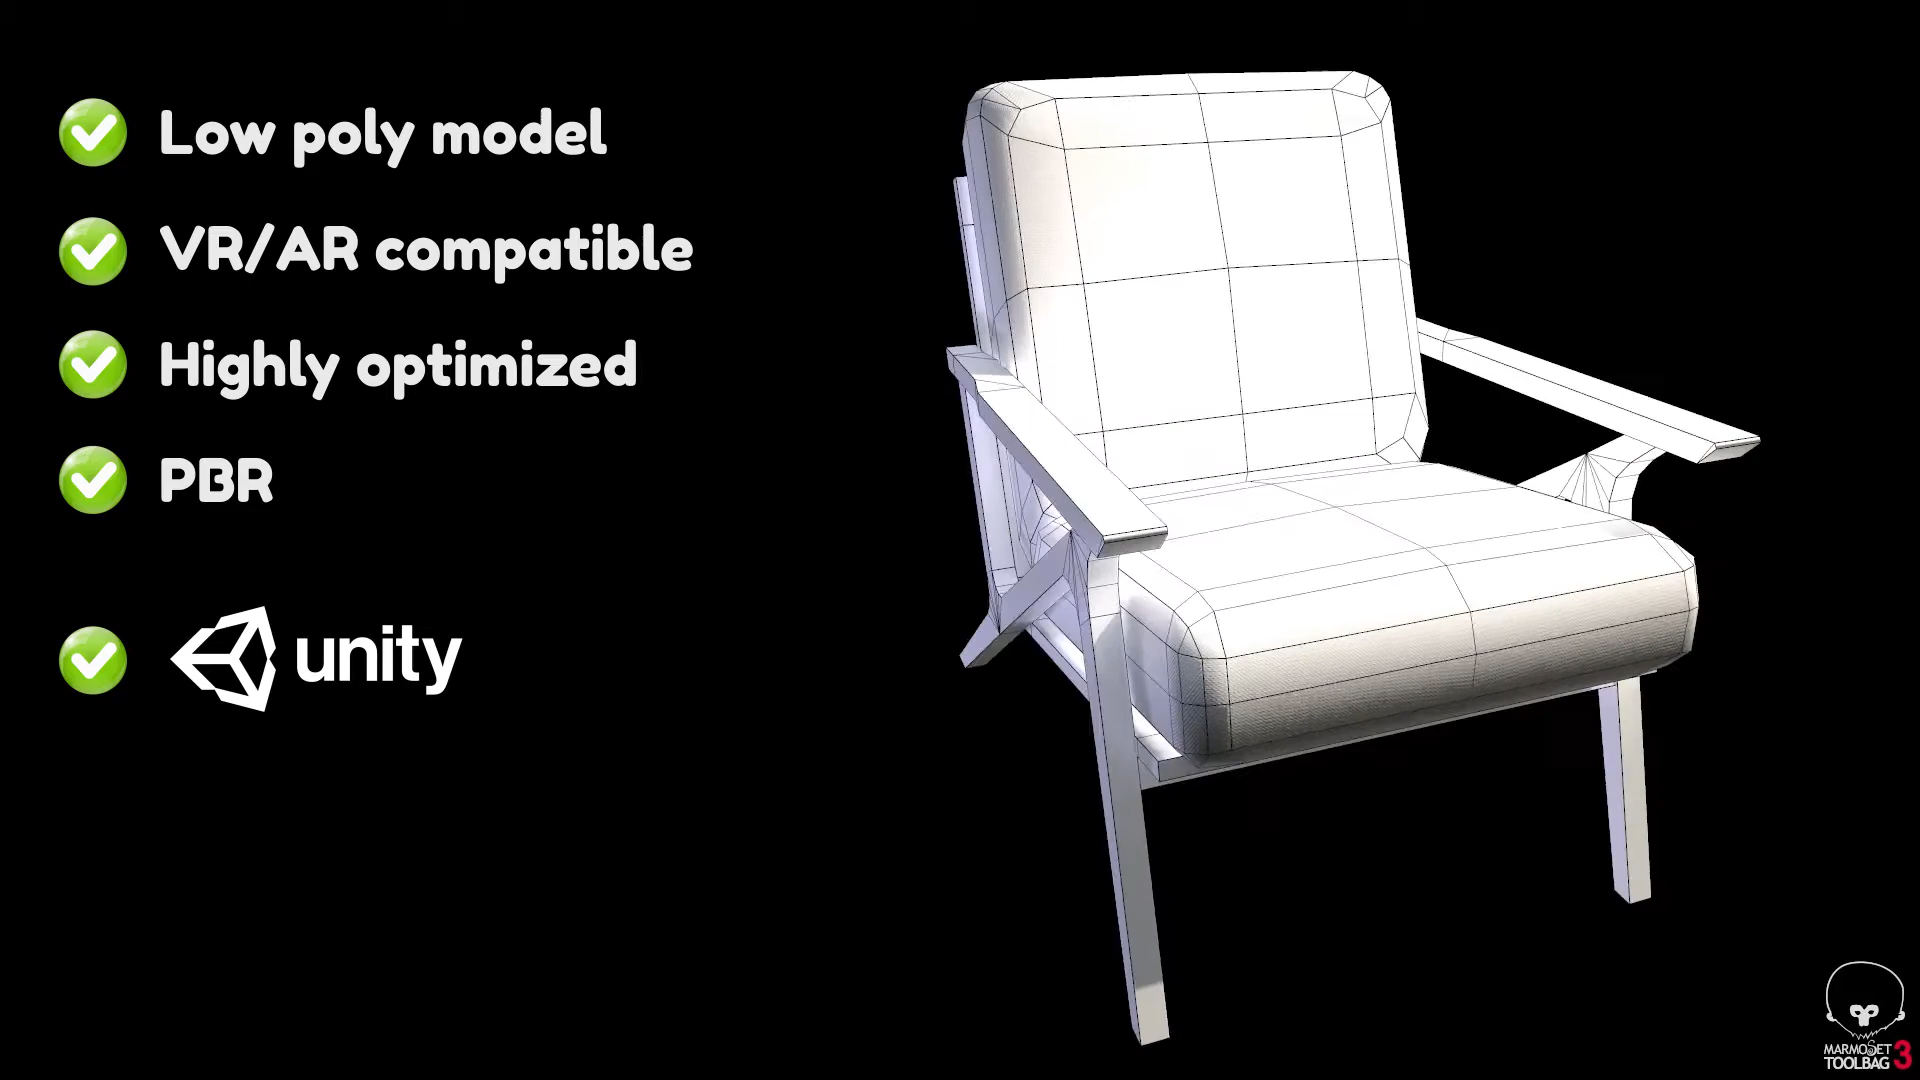 Low poly model
VR/AR compatible
Highly optimized
PBR
unity
MARMOSET
TOOLBAG 3